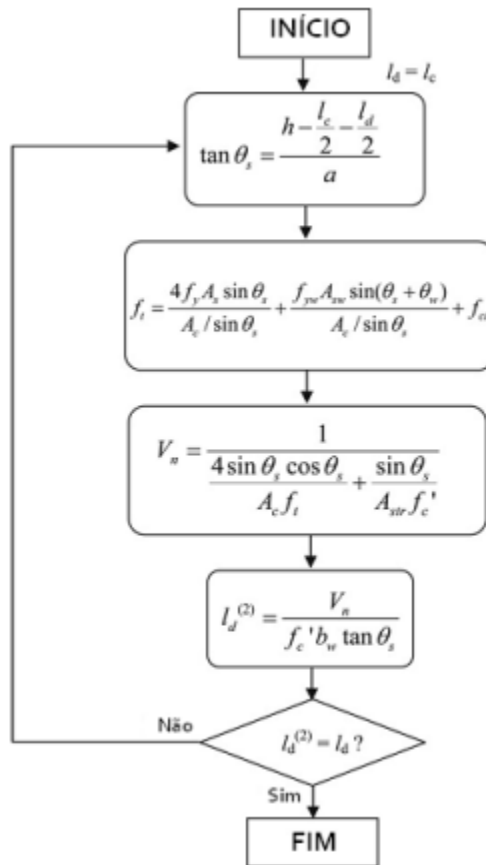 INÍCIO
l_d = l_c
tan θ_s = (h − l_c/2 − l_d/2) / a
f_t = (4 f_y A_s sin θ_s) / (A_c / sin θ_s) + (f_yw A_sw sin(θ_s + θ_w)) / (A_c / sin θ_s) + f_ct
V_n = 1 / ((4 sin θ_s cos θ_s) / (A_c f_t) + (sin θ_s) / (A_str f_c'))
l_d^(2) = V_n / (f_c' b_w tan θ_s)
Não
l_d^(2) = l_d ?
Sim
FIM